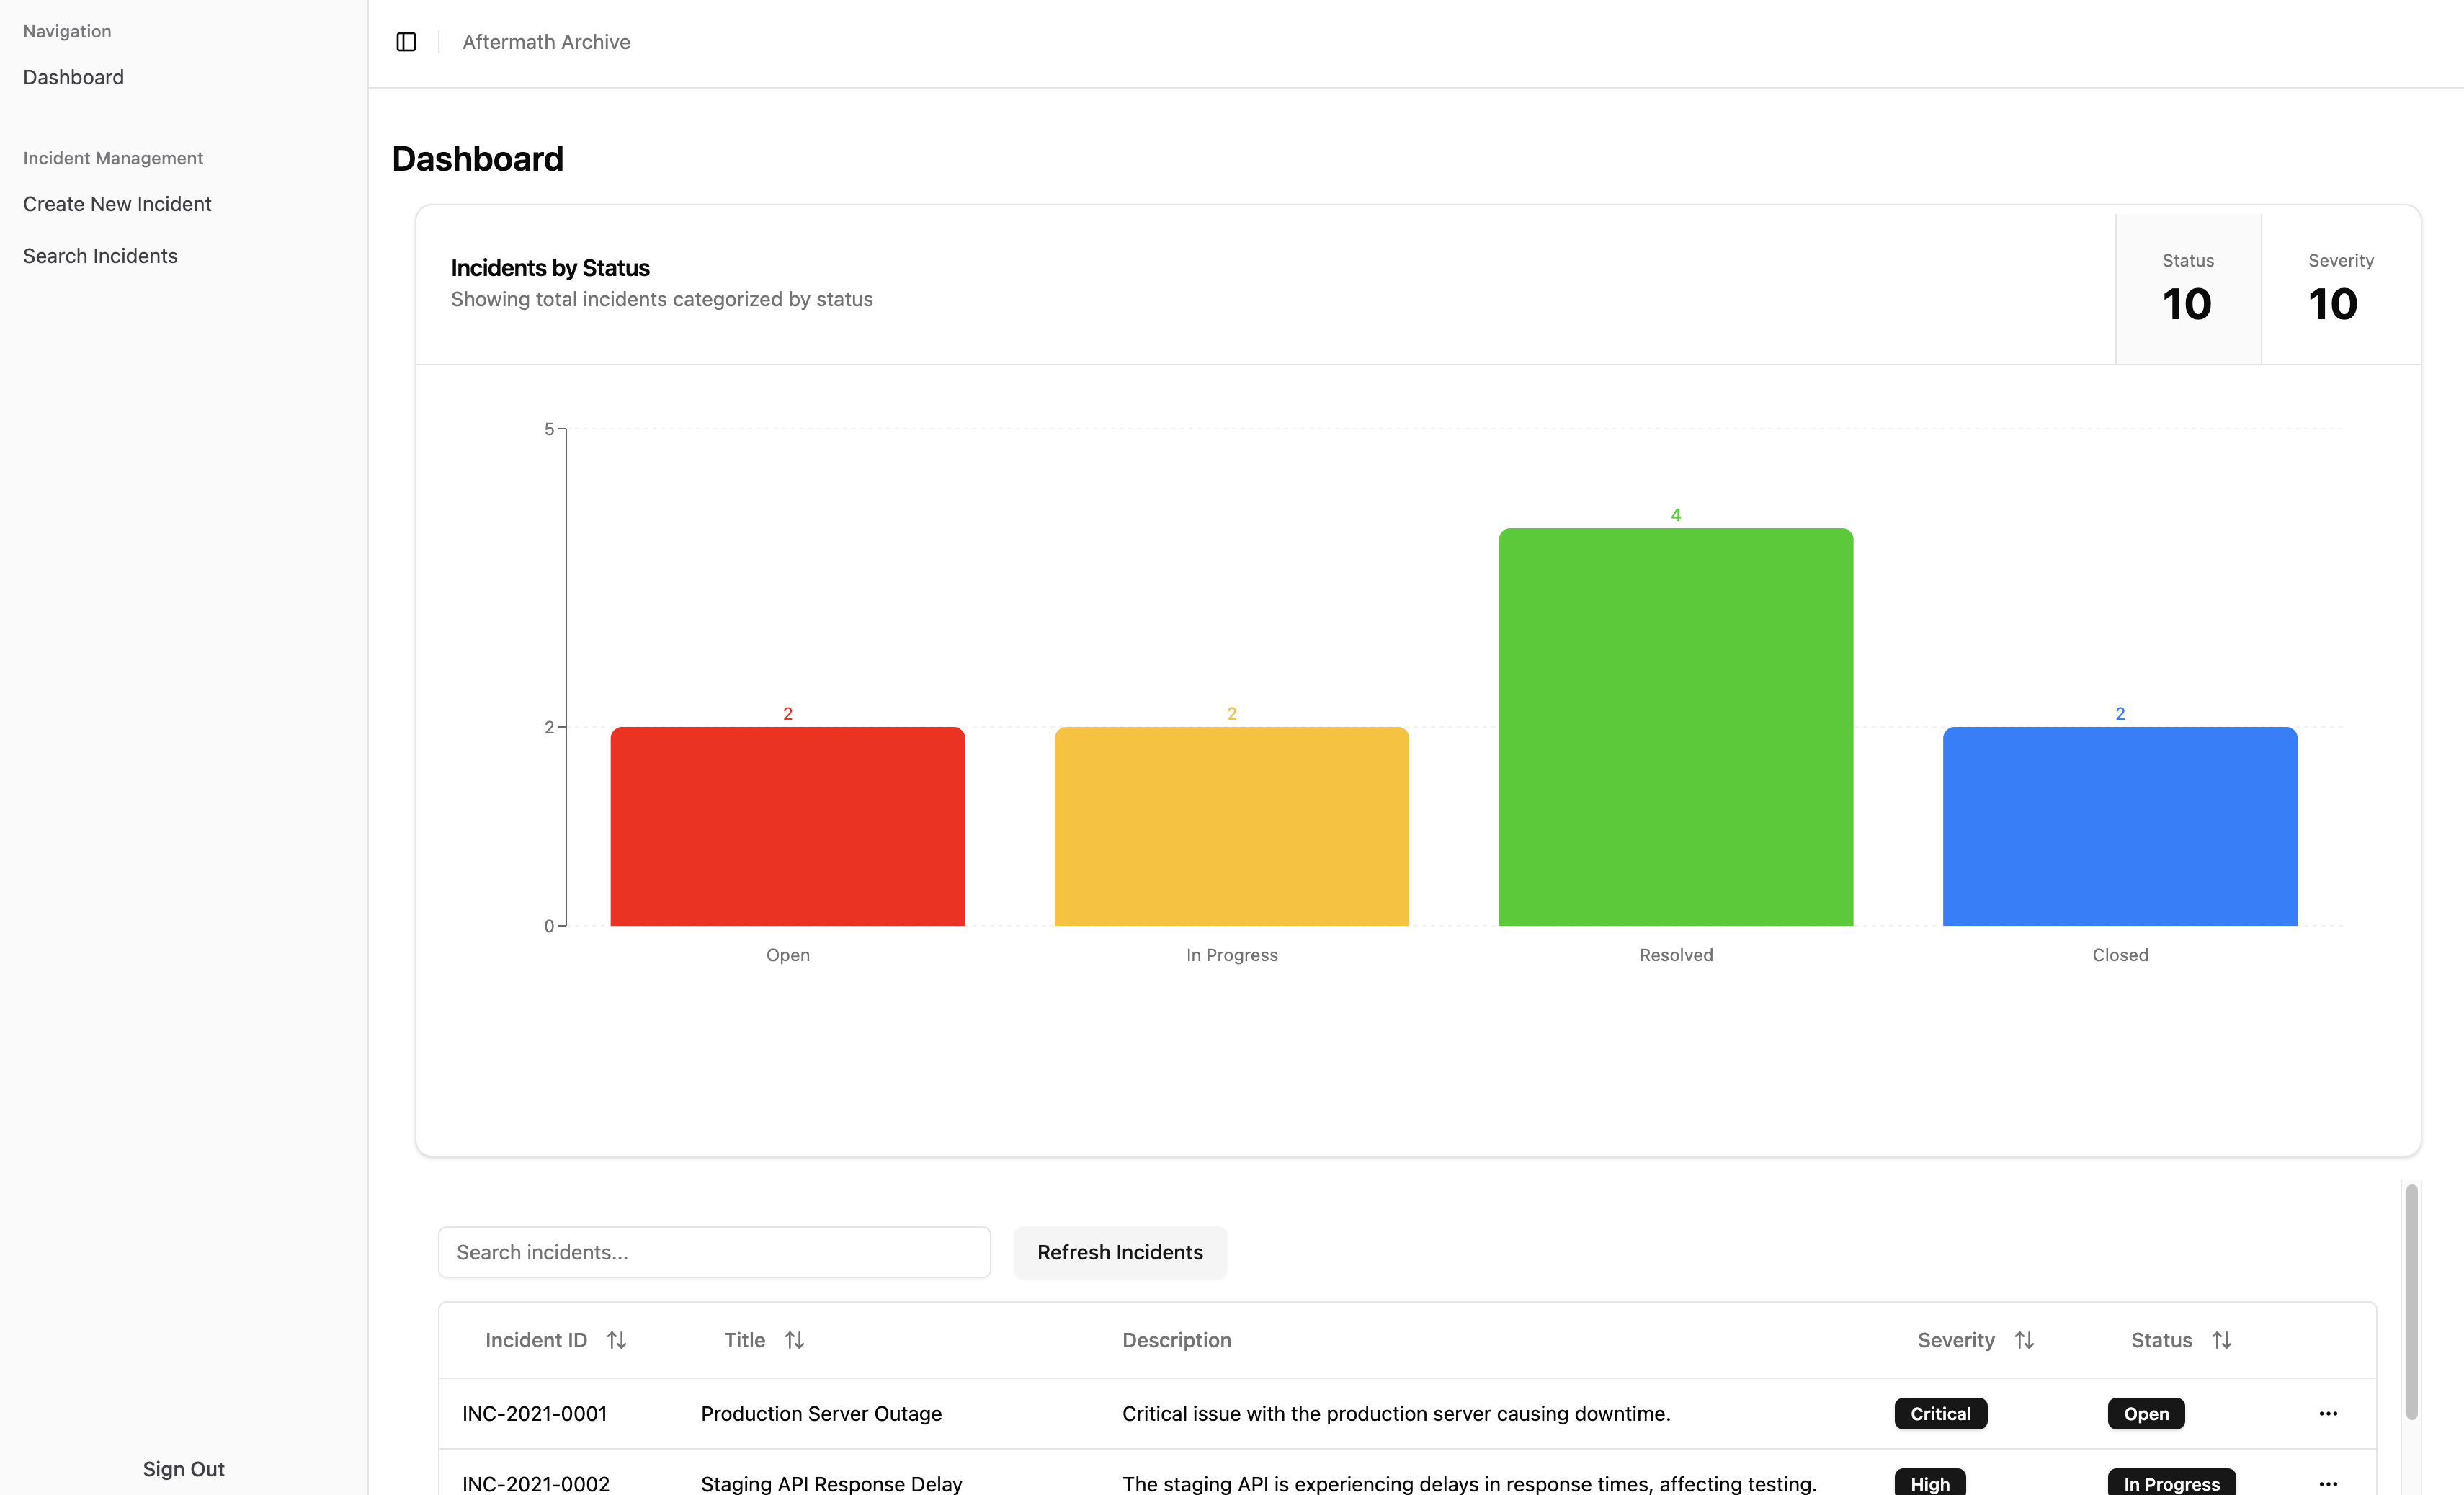 Navigation
Dashboard
Incident Management
Create New Incident
Search Incidents
Sign Out
Aftermath Archive
Dashboard
Incidents by Status
Showing total incidents categorized by status
Status
10
Severity
10
5
2
0
2
2
4
2
Open
In Progress
Resolved
Closed
Search incidents...
Refresh Incidents
Incident ID Title Description Severity Status
INC-2021-0001 Production Server Outage Critical issue with the production server causing downtime. Critical Open ...
INC-2021-0002 Staging API Response Delay The staging API is experiencing delays in response times, affecting testing. High In Progress ...